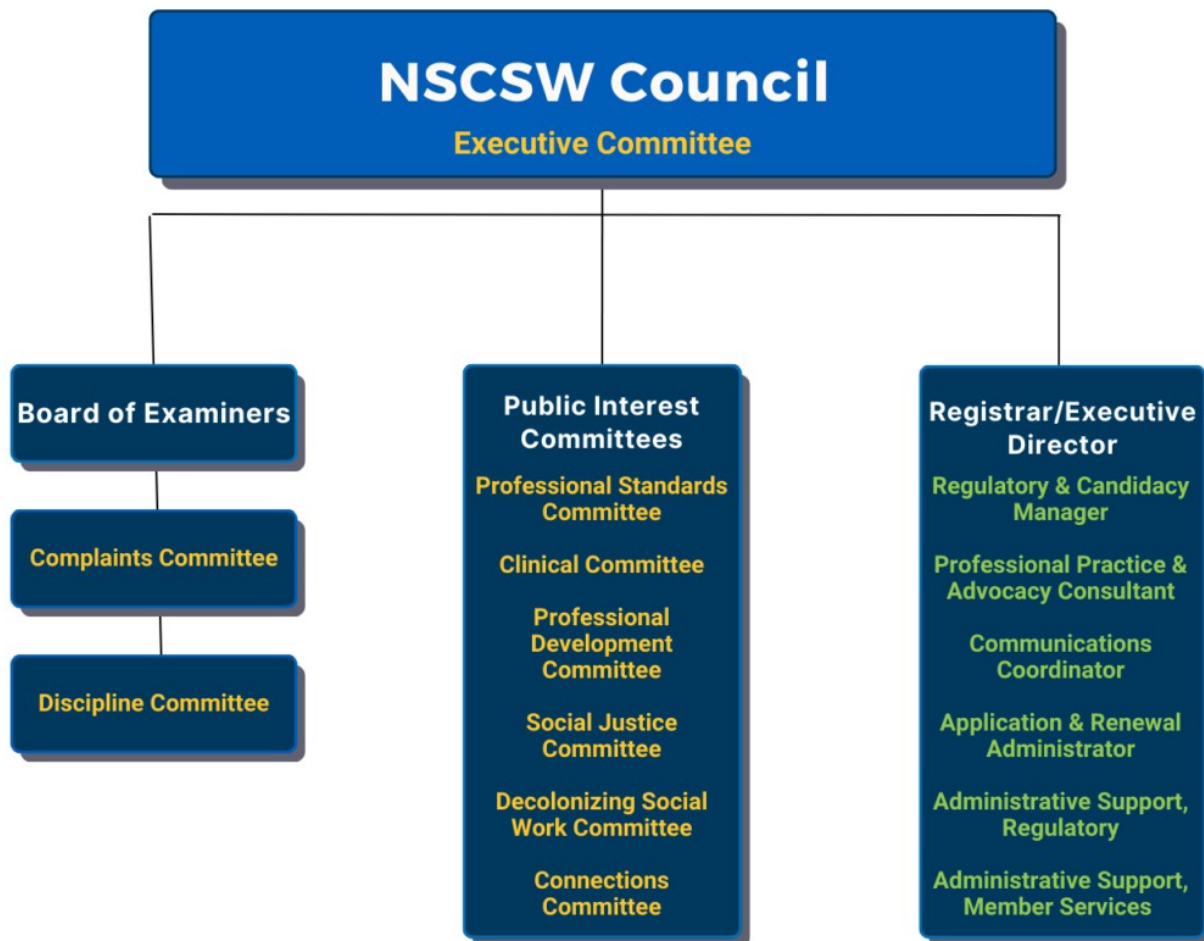 NSCSW Council
Executive Committee
Board of Examiners
Complaints Committee
Discipline Committee
Public Interest
Committees
Professional Standards
Committee
Clinical Committee
Professional
Development
Committee
Social Justice
Committee
Decolonizing Social
Work Committee
Connections
Committee
Registrar/Executive
Director
Regulatory & Candidacy
Manager
Professional Practice &
Advocacy Consultant
Communications
Coordinator
Application & Renewal
Administrator
Administrative Support,
Regulatory
Administrative Support,
Member Services